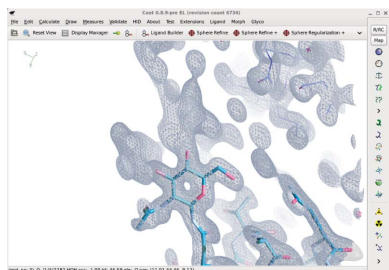 Coot 0.8.9-pre EL (revision count 6736)
File Edit Calculate Draw Measures Validate HID About Test Extensions Ligand Morph Glyco
Reset View Display Manager Ligand Builder Sphere Refine Sphere Refine + Sphere Regularization +
R/RC
Map